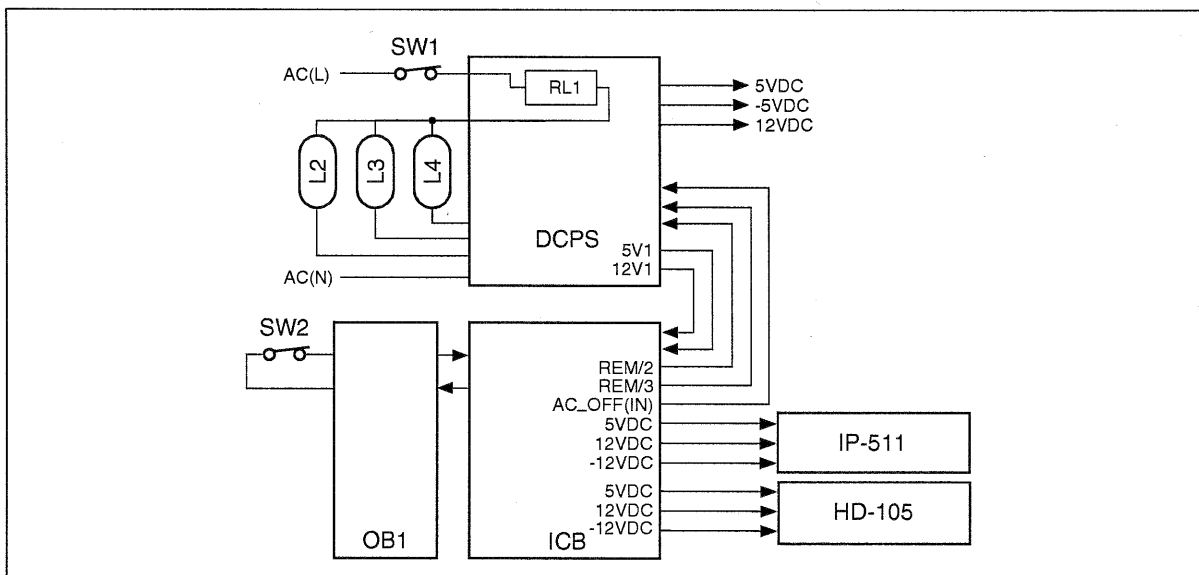 SW1
AC(L)
RL1
5VDC
-5VDC
12VDC
L2
L3
L4
DCPS
5V1
12V1
AC(N)
SW2
REM/2
REM/3
AC_OFF(IN)
5VDC
12VDC
-12VDC
IP-511
5VDC
12VDC
-12VDC
HD-105
OB1
ICB